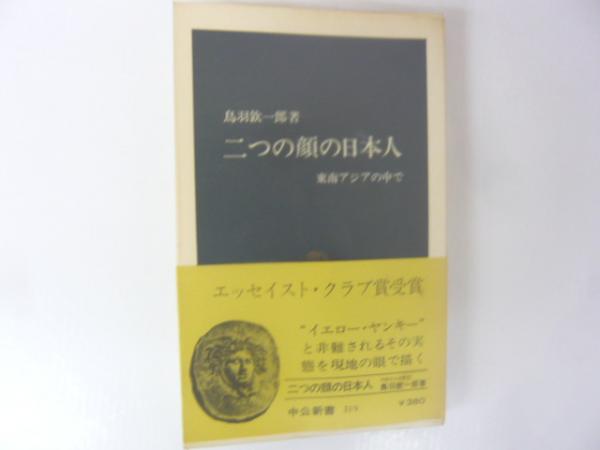 鳥羽欽一郎著
二つの顔の日本人
東南アジアの中で
エッセイスト・クラブ賞受賞
“イエロー・ヤンキー”
と非難されるその実
態を現地の眼で描く
二つの顔の日本人
鳥羽欽一郎著
中公新書
¥380